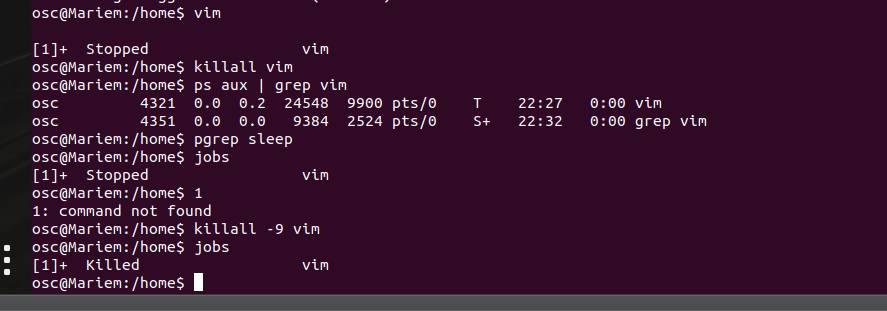 osc@Mariem:/home$ vim
[1]+  Stopped                 vim
osc@Mariem:/home$ killall vim
osc@Mariem:/home$ ps aux | grep vim
osc         4321  0.0  0.2  24548  9900 pts/0    T    22:27   0:00 vim
osc         4351  0.0  0.0   9384  2524 pts/0    S+   22:32   0:00 grep vim
osc@Mariem:/home$ pgrep sleep
osc@Mariem:/home$ jobs
[1]+  Stopped                 vim
osc@Mariem:/home$ 1
1: command not found
osc@Mariem:/home$ killall -9 vim
osc@Mariem:/home$ jobs
[1]+  Killed                  vim
osc@Mariem:/home$